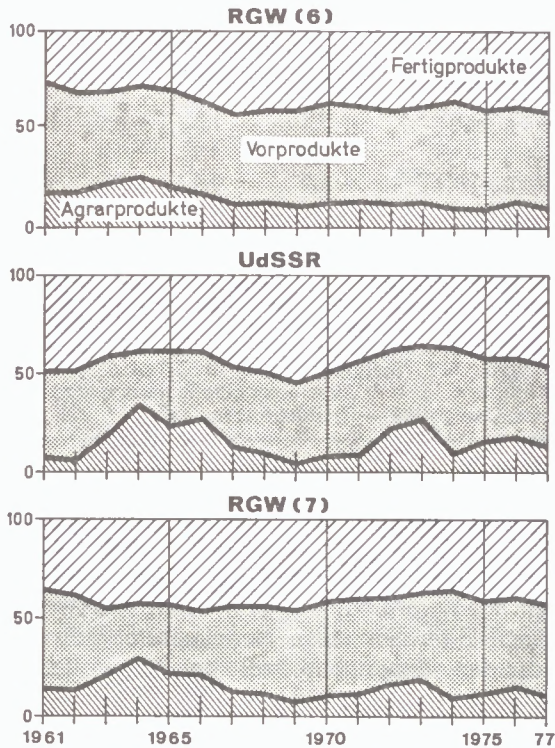 RGW (6)
100
Fertigprodukte
50
Vorprodukte
Agrarprodukte
0
UdSSR
100
50
0
RGW (7)
100
50
0
1961 1965 1970 1975 77